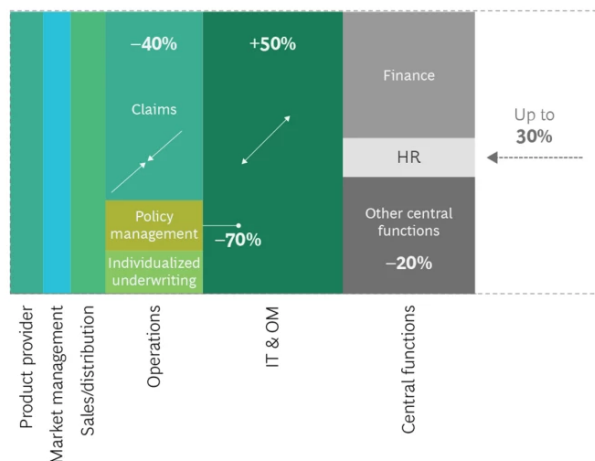 −40%
+50%
Claims
Finance
Up to
30%
HR
Policy
management
−70%
Individualized
underwriting
Other central
functions
−20%
Product provider
Market management
Sales/distribution
Operations
IT & OM
Central functions